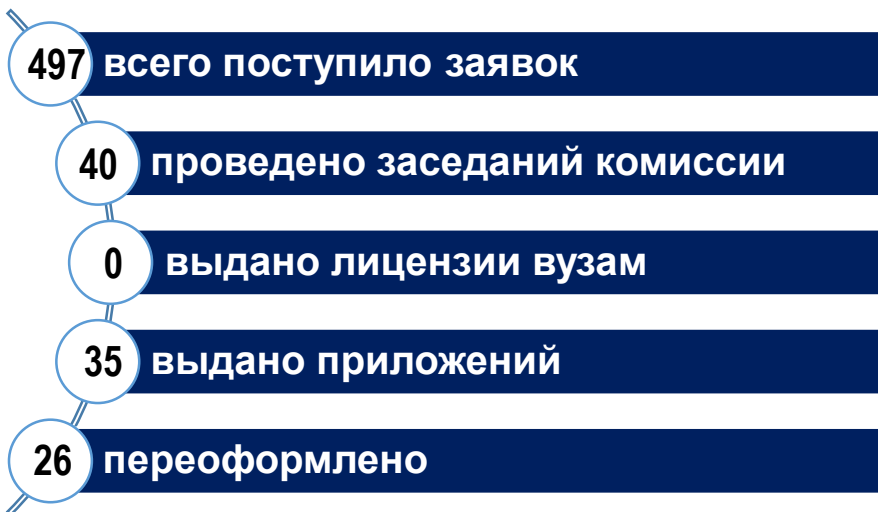 497 всего поступило заявок
40 проведено заседаний комиссии
0 выдано лицензии вузам
35 выдано приложений
26 переоформлено